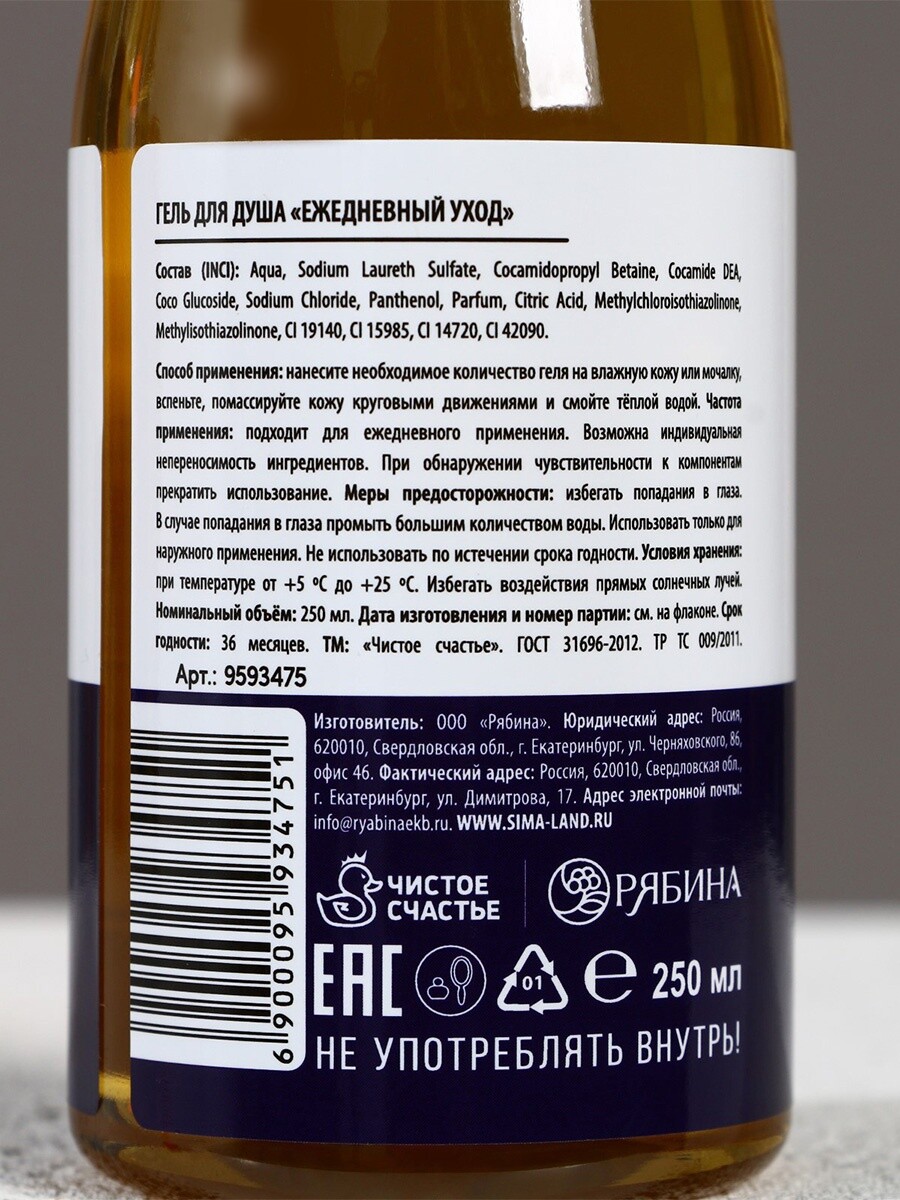 ГЕЛЬ ДЛЯ ДУША «ЕЖЕДНЕВНЫЙ УХОД»
Состав (INCI): Aqua, Sodium Laureth Sulfate, Cocamidopropyl Betaine, Cocamide DEA,
Coco Glucoside, Sodium Chloride, Panthenol, Parfum, Citric Acid, Methylchloroisothiazolinone,
Methylisothiazolinone, CI 19140, CI 15985, CI 14720, CI 42090.
Способ применения: нанесите необходимое количество геля на влажную кожу или мочалку,
вспеньте, помассируйте кожу круговыми движениями и смойте тёплой водой. Частота
применения: подходит для ежедневного применения. Возможна индивидуальная
непереносимость ингредиентов. При обнаружении чувствительности к компонентам
прекратить использование. Меры предосторожности: избегать попадания в глаза.
В случае попадания в глаза промыть большим количеством воды. Использовать только для
наружного применения. Не использовать по истечении срока годности. Условия хранения:
при температуре от +5 ºС до +25 ºС. Избегать воздействия прямых солнечных лучей.
Номинальный объём: 250 мл. Дата изготовления и номер партии: см. на флаконе. Срок
годности: 36 месяцев. ТМ: «Чистое счастье». ГОСТ 31696-2012. ТР ТС 009/2011.
Арт.: 9593475
Изготовитель: ООО «Рябина». Юридический адрес: Россия,
620010, Свердловская обл., г. Екатеринбург, ул. Черняховского, 86,
офис 46. Фактический адрес: Россия, 620010, Свердловская обл.,
г. Екатеринбург, ул. Димитрова, 17. Адрес электронной почты:
info@ryabinaekb.ru. WWW.SIMA-LAND.RU
6900095934751
ЧИСТОЕ
СЧАСТЬЕ
РЯБИНА
ЕАС 01 e 250 мл
НЕ УПОТРЕБЛЯТЬ ВНУТРЬ!